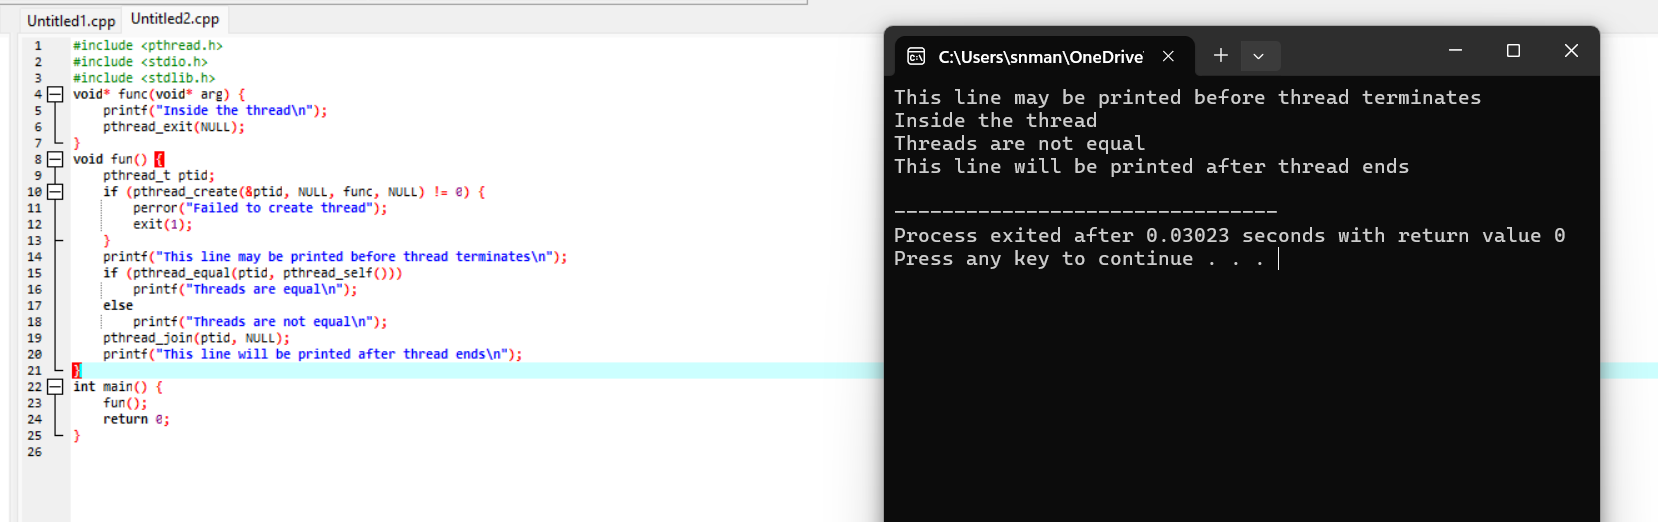 Untitled1.cpp Untitled2.cpp
1 #include <pthread.h>
2 #include <stdio.h>
3 #include <stdlib.h>
4 void* func(void* arg) {
5 printf("Inside the thread\n");
6 pthread_exit(NULL);
7 }
8 void fun() {
9 pthread_t ptid;
10 if (pthread_create(&ptid, NULL, func, NULL) != 0) {
11 perror("Failed to create thread");
12 exit(1);
13 }
14 printf("This line may be printed before thread terminates\n");
15 if (pthread_equal(ptid, pthread_self()))
16 printf("Threads are equal\n");
17 else
18 printf("Threads are not equal\n");
19 pthread_join(ptid, NULL);
20 printf("This line will be printed after thread ends\n");
21 }
22 int main() {
23 fun();
24 return 0;
25 }
26
C:\Users\snman\OneDrive
This line may be printed before thread terminates
Inside the thread
Threads are not equal
This line will be printed after thread ends
--------------------------------
Process exited after 0.03023 seconds with return value 0
Press any key to continue . . .